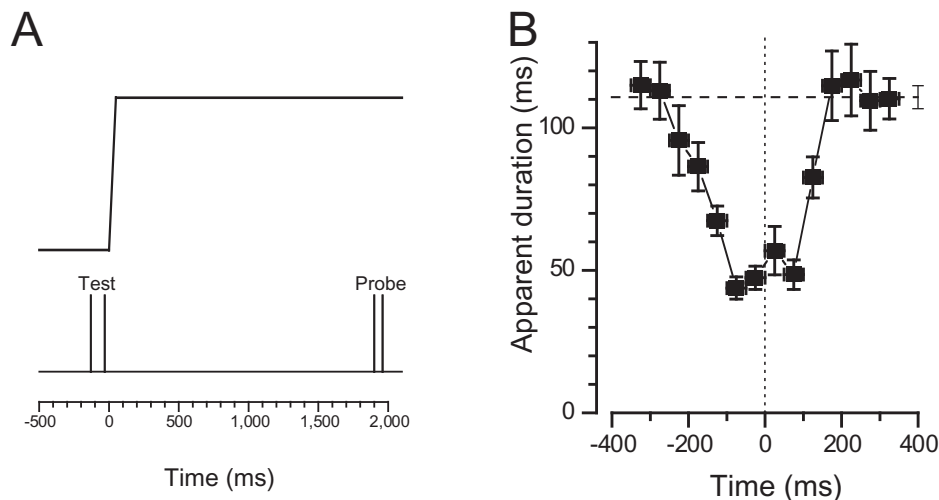 A
Test
Probe
-500 0 500 1,000 1,500 2,000
Time (ms)
B
Apparent duration (ms)
100
50
0
-400 -200 0 200 400
Time (ms)